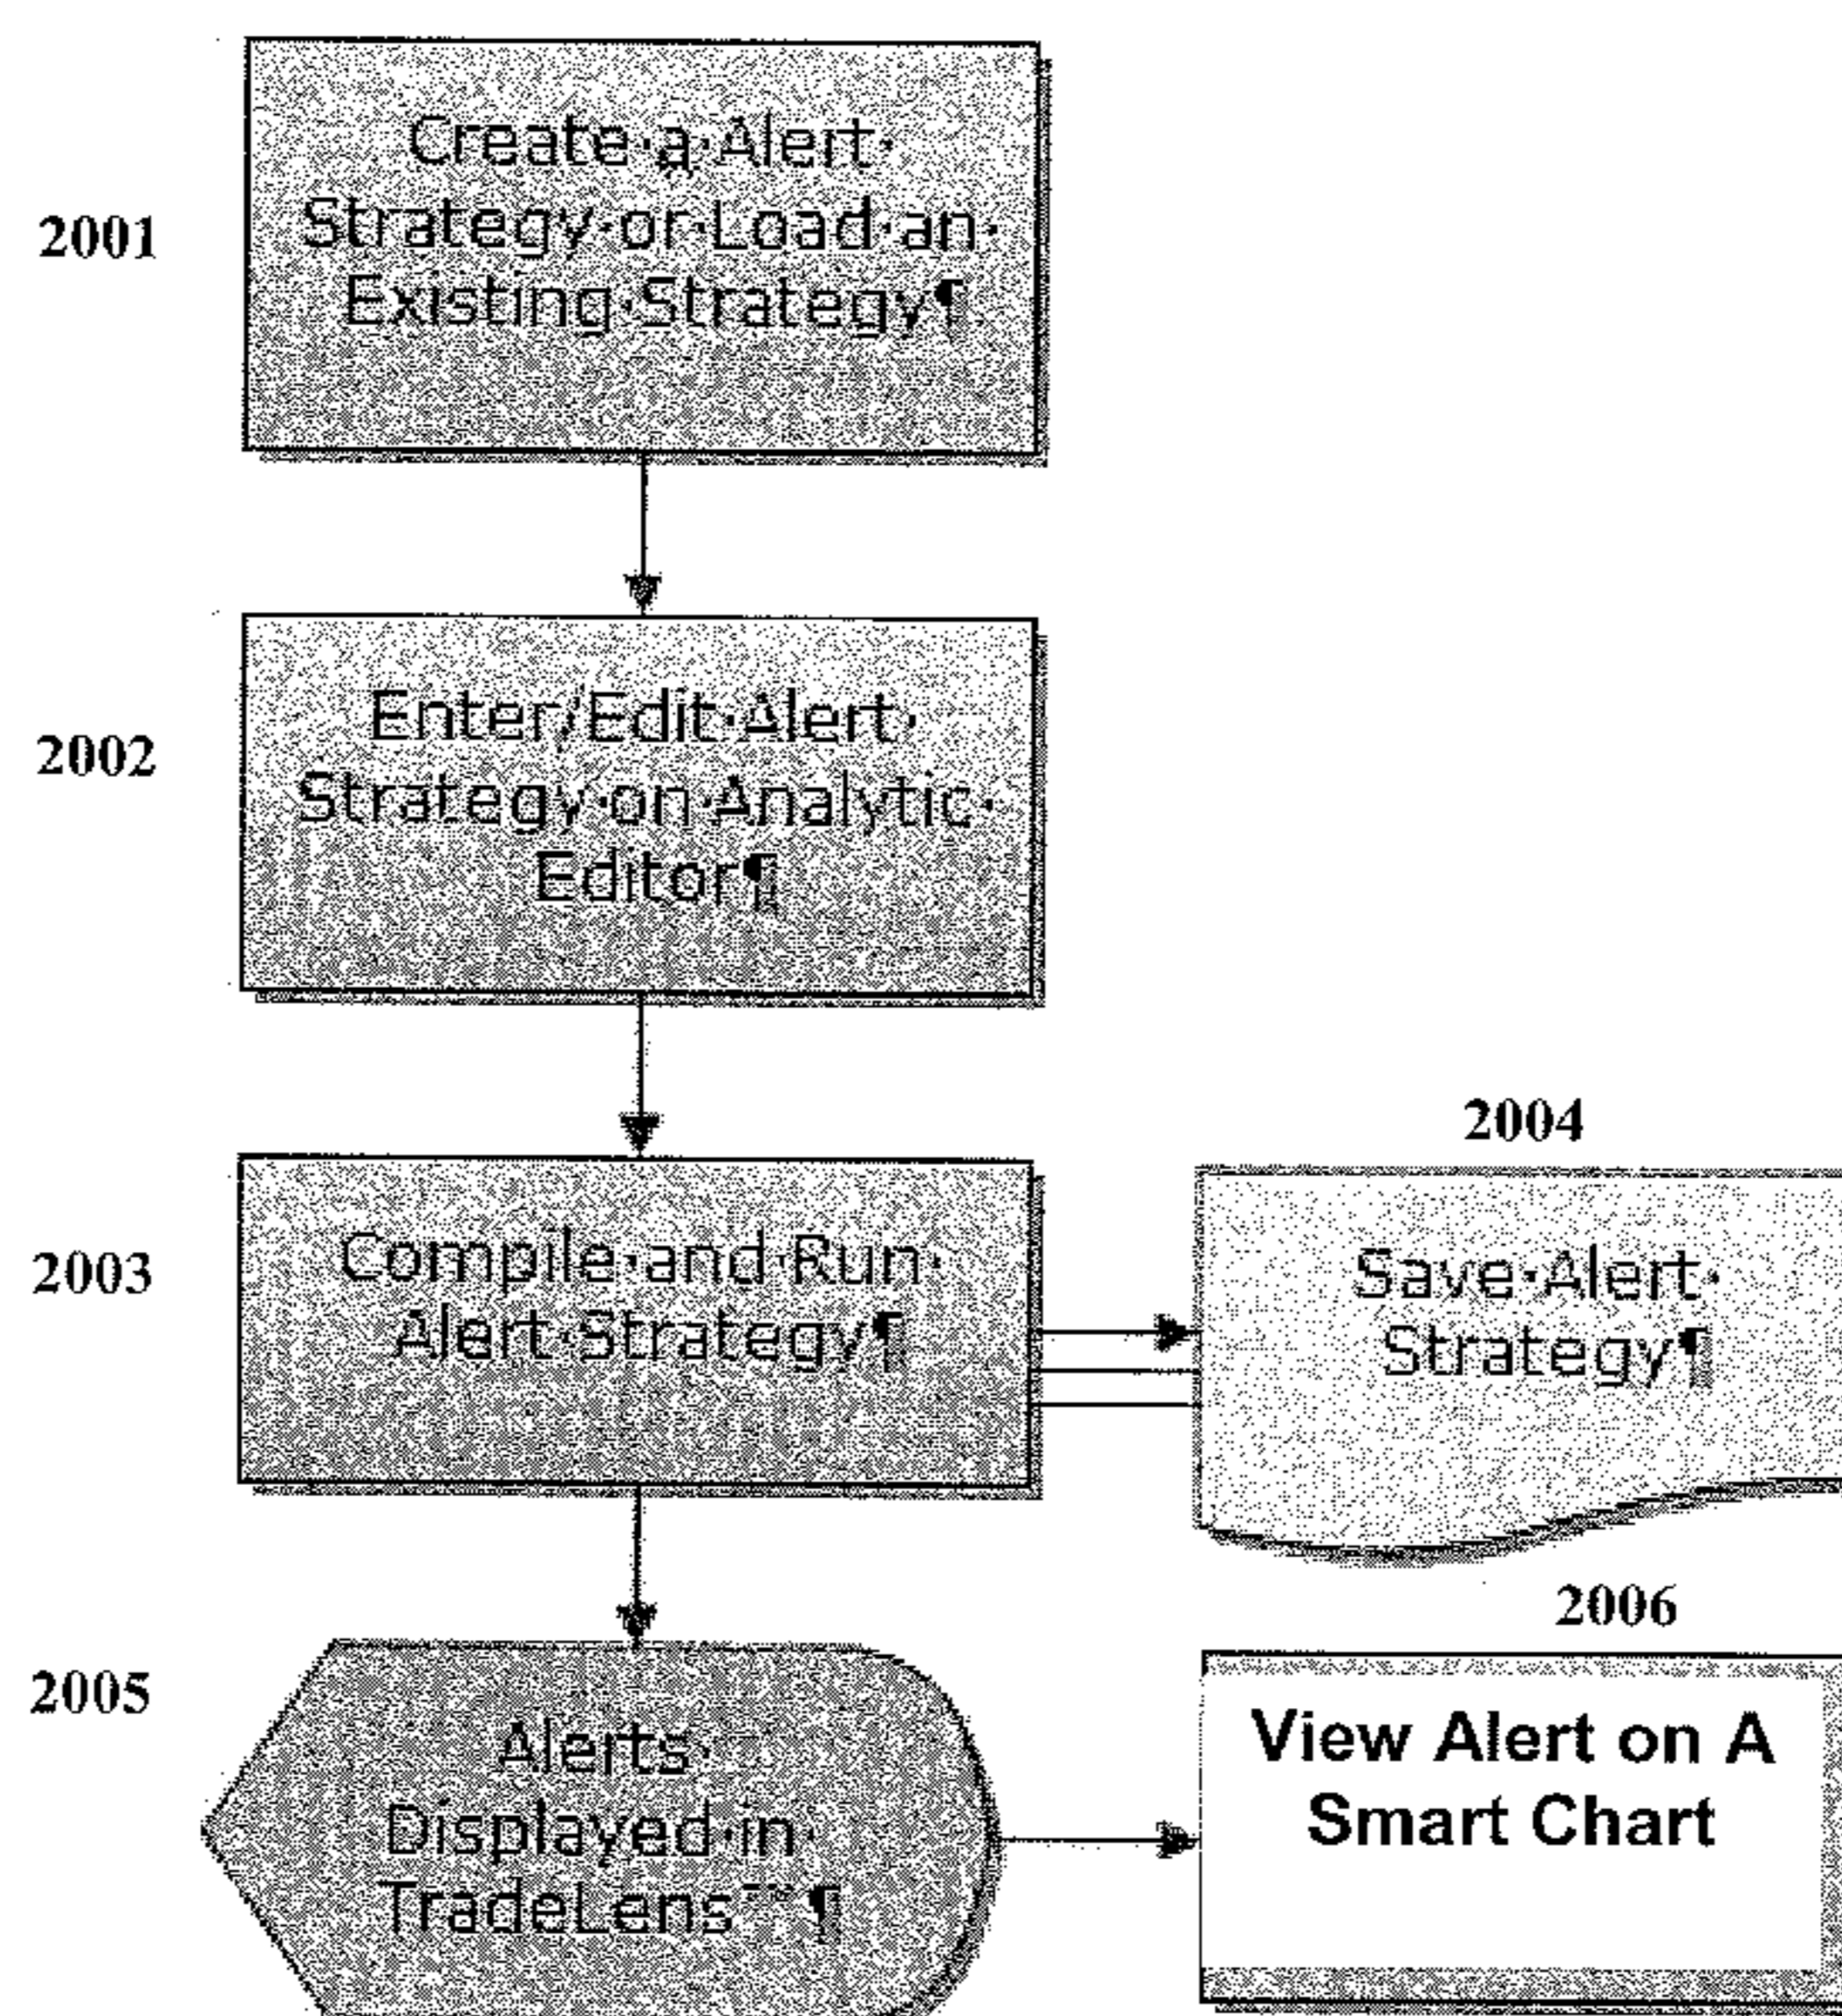 2001
Create·a·Alert·
Strategy·or·Load·an·
Existing·Strategy¶
2002
Enter/Edit·Alert·
Strategy·on·Analytic·
Editor¶
2003
Compile·and·Run·
Alert·Strategy¶
2004
Save·Alert·
Strategy¶
2005
Alerts·
Displayed·in·
TradeLens™¶
2006
View Alert on A
Smart Chart